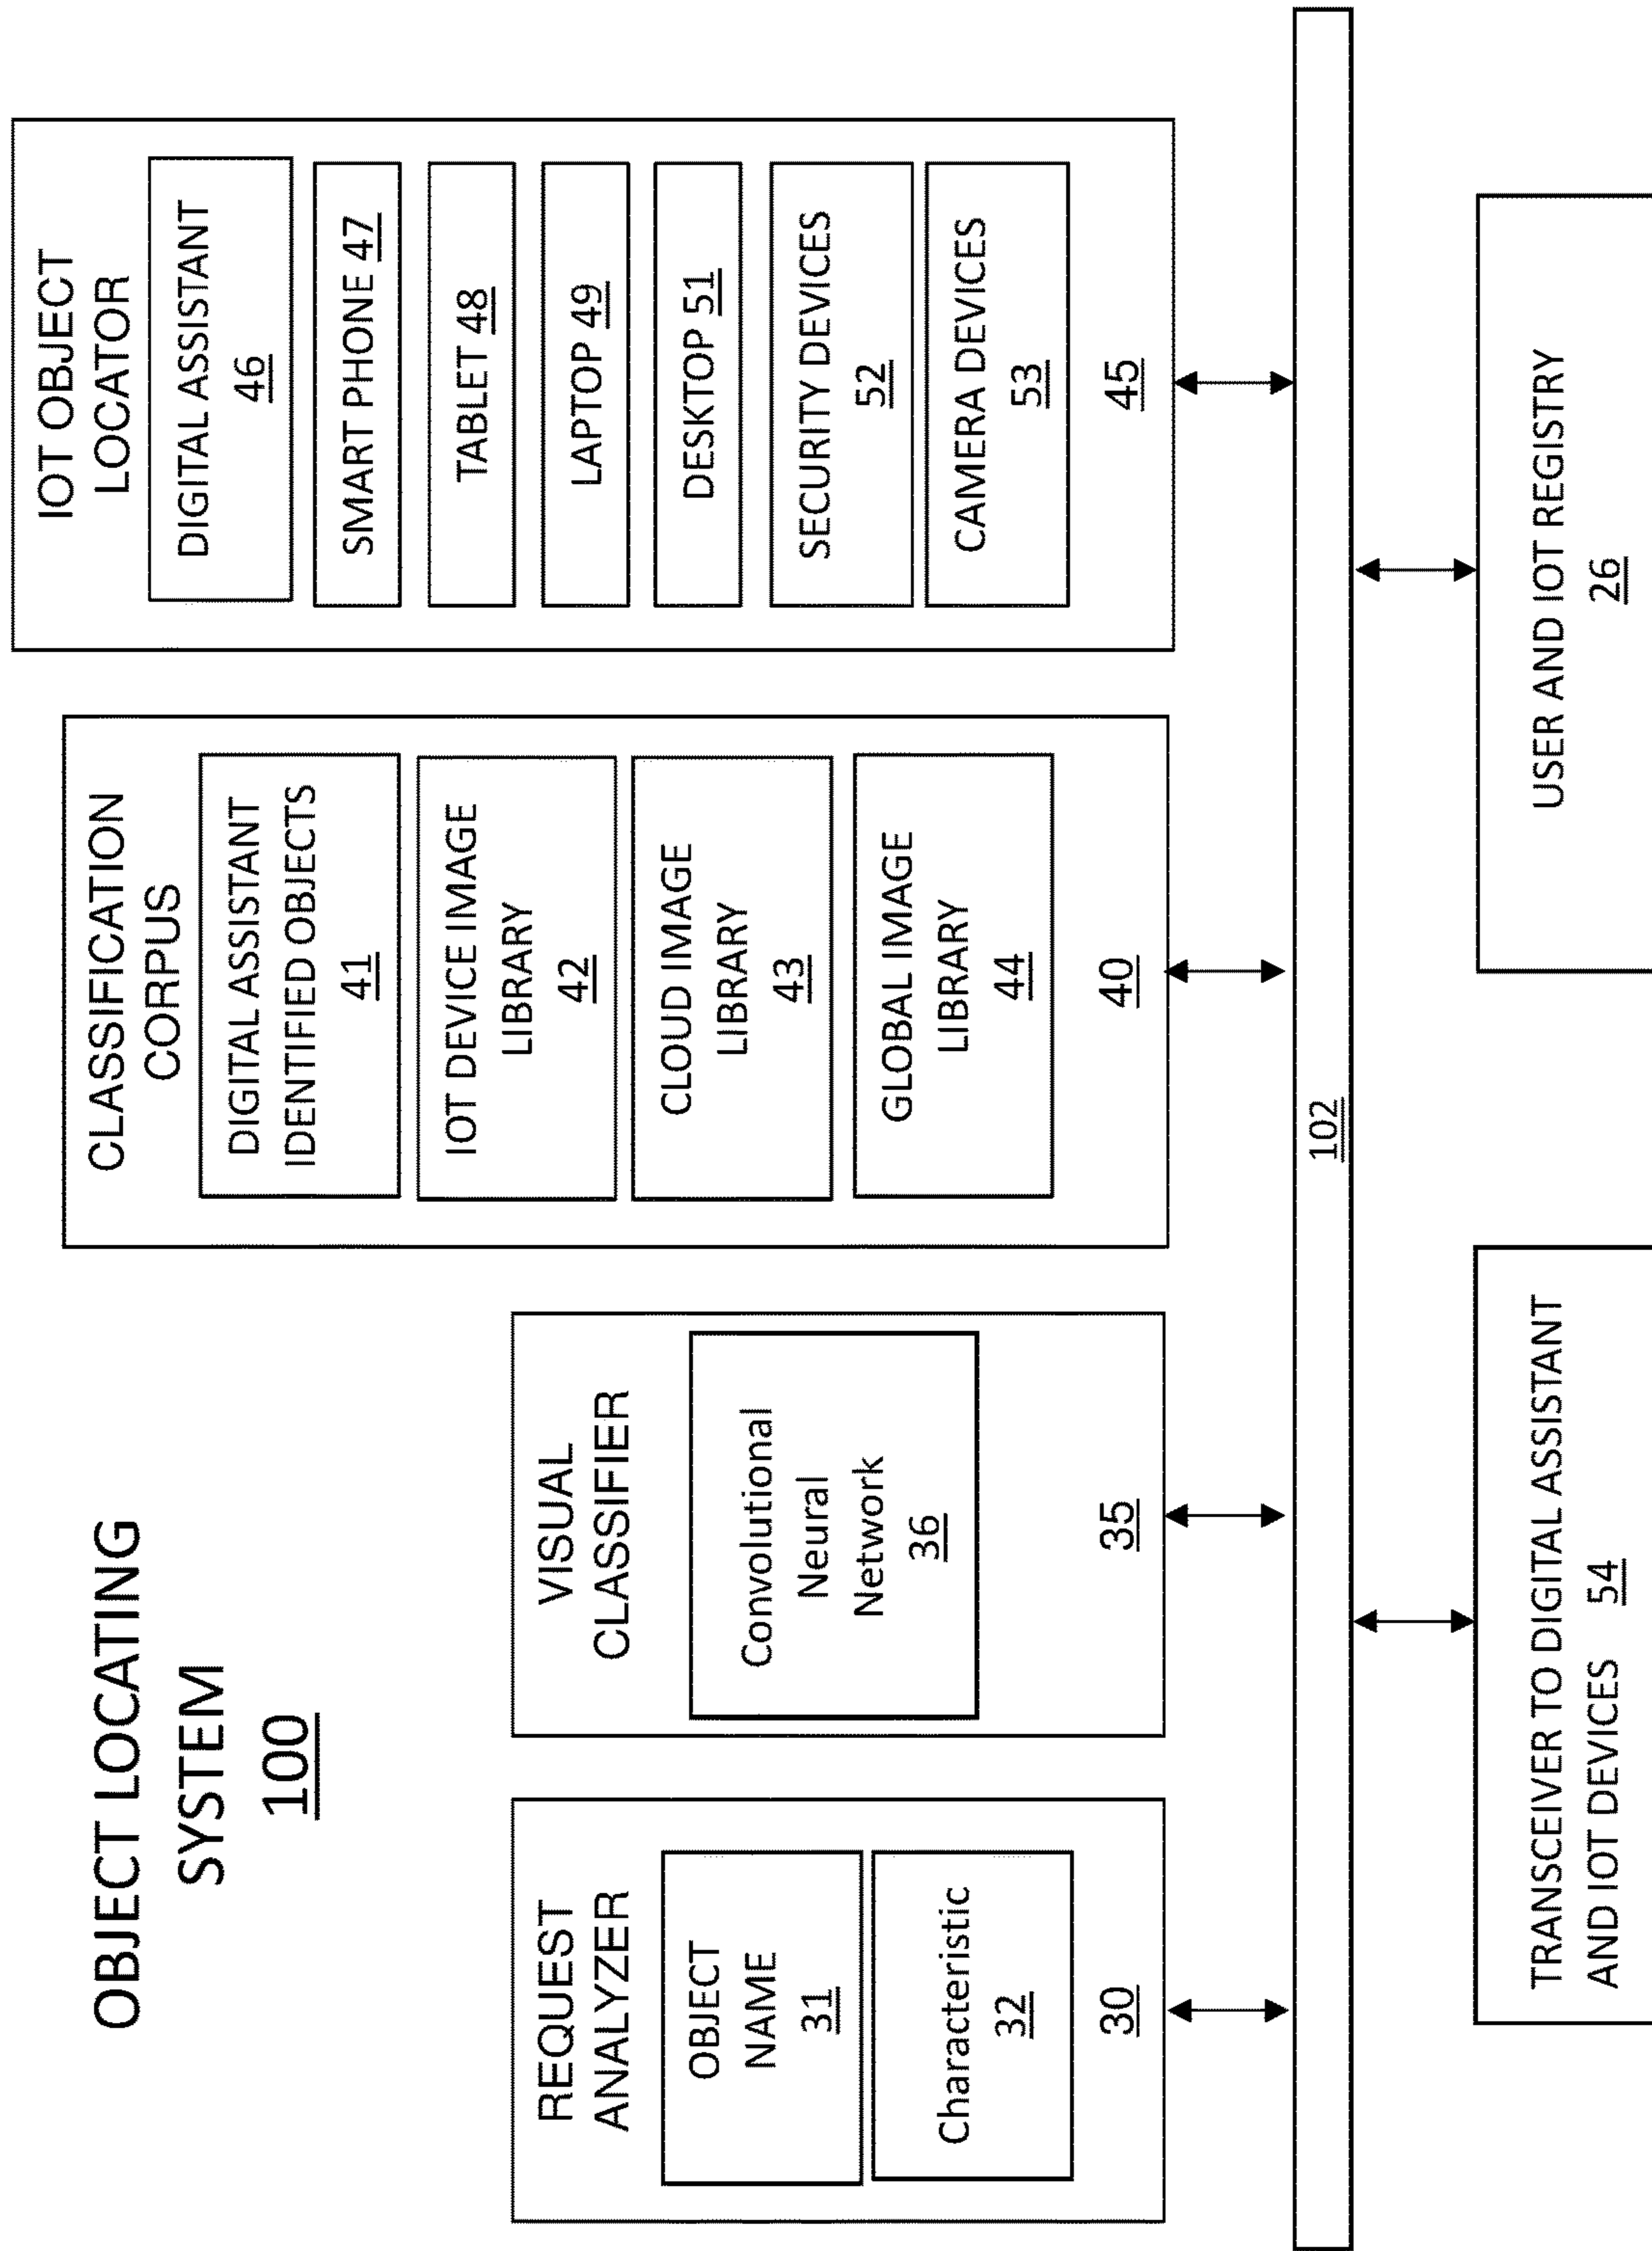 OBJECT LOCATING
SYSTEM
100
REQUEST
ANALYZER
OBJECT
NAME
31
Characteristic
32
30
VISUAL
CLASSIFIER
Convolutional
Neural
Network
36
35
CLASSIFICATION
CORPUS
DIGITAL ASSISTANT
IDENTIFIED OBJECTS
41
IOT DEVICE IMAGE
LIBRARY
42
CLOUD IMAGE
LIBRARY
43
GLOBAL IMAGE
LIBRARY
44
40
IOT OBJECT
LOCATOR
DIGITAL ASSISTANT
46
SMART PHONE 47
TABLET 48
LAPTOP 49
DESKTOP 51
SECURITY DEVICES
52
CAMERA DEVICES
53
45
102
TRANSCEIVER TO DIGITAL ASSISTANT
AND IOT DEVICES 54
USER AND IOT REGISTRY
26